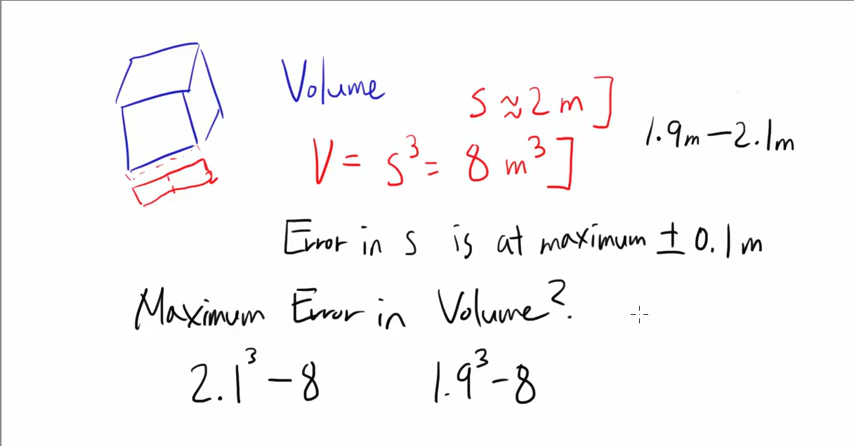 Volume
S ≈ 2 m ]
1.9m – 2.1m
V = s³ = 8 m³ ]
Error in s is at maximum ± 0.1 m
Maximum Error in Volume?
2.1³ – 8
1.9³ – 8